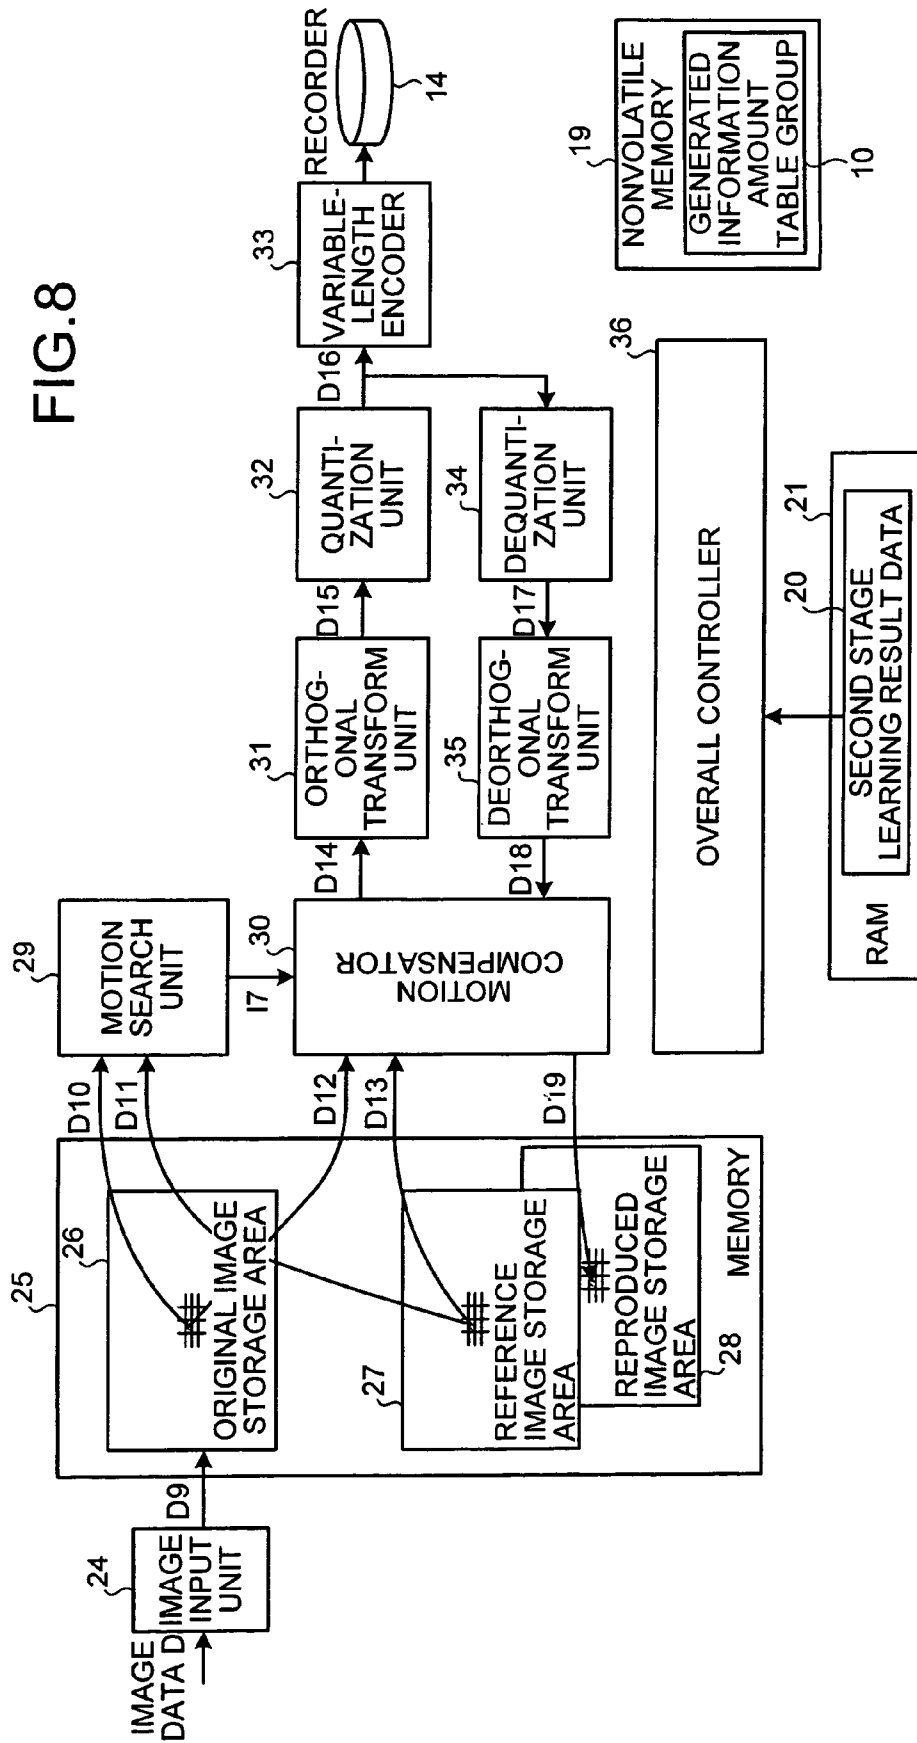 FIG.8
IMAGE
DATA D
24
IMAGE
INPUT
UNIT
D9
25
26
ORIGINAL IMAGE
STORAGE AREA
27
REFERENCE
IMAGE STORAGE
AREA
REPRODUCED
IMAGE STORAGE
AREA
28
MEMORY
D10
D11
D12
D13
D19
29
MOTION
SEARCH
UNIT
I7
30
MOTION
COMPENSATOR
D14
D18
31
ORTHOG-
ONAL
TRANSFORM
UNIT
D15
32
QUANTI-
ZATION
UNIT
D16
33
VARIABLE-
LENGTH
ENCODER
RECORDER
14
35
DEORTHOG-
ONAL
TRANSFORM
UNIT
D17
34
DEQUANTI-
ZATION
UNIT
36
OVERALL CONTROLLER
RAM
21
20
SECOND STAGE
LEARNING RESULT DATA
19
NONVOLATILE
MEMORY
GENERATED
INFORMATION
AMOUNT
TABLE GROUP
10